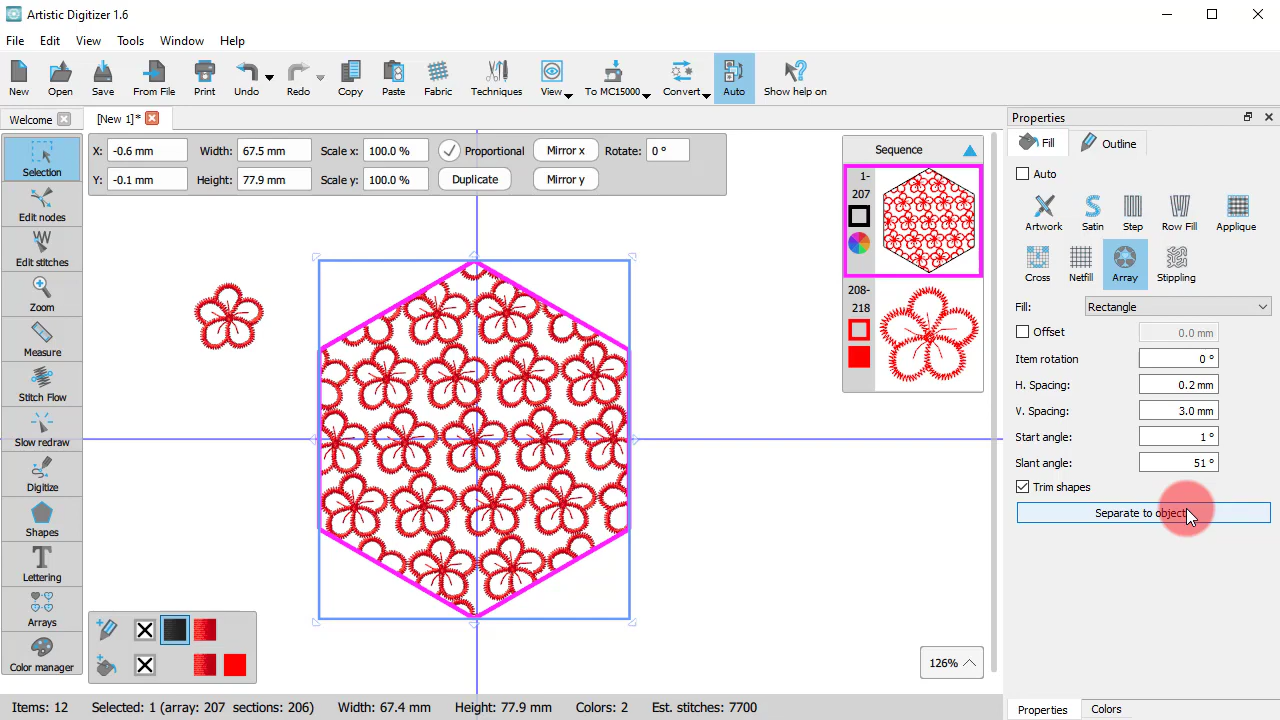 Artistic Digitizer 1.6
File Edit View Tools Window Help
New Open Save From File Print Undo Redo Copy Paste Fabric Techniques View To MC15000 Convert Auto Show help on
Welcome [New 1]*
Properties
Selection
Edit nodes
Edit stitches
Zoom
Measure
Stitch Flow
Slow redraw
Digitize
Shapes
Lettering
Arrays
Color manager
X: -0.6 mm Width: 67.5 mm Scale x: 100.0 % Proportional Mirror x Rotate: 0 °
Y: -0.1 mm Height: 77.9 mm Scale y: 100.0 % Duplicate Mirror y
Sequence
1-
207
208-
218
126%
Fill Outline
Auto
Artwork Satin Step Row Fill Applique
Cross Netfill Array Stippling
Fill: Rectangle
Offset 0.0 mm
Item rotation 0 °
H. Spacing: 0.2 mm
V. Spacing: 3.0 mm
Start angle: 1 °
Slant angle: 51 °
Trim shapes
Separate to object
Properties Colors
Items: 12 Selected: 1 (array: 207 sections: 206) Width: 67.4 mm Height: 77.9 mm Colors: 2 Est. stitches: 7700